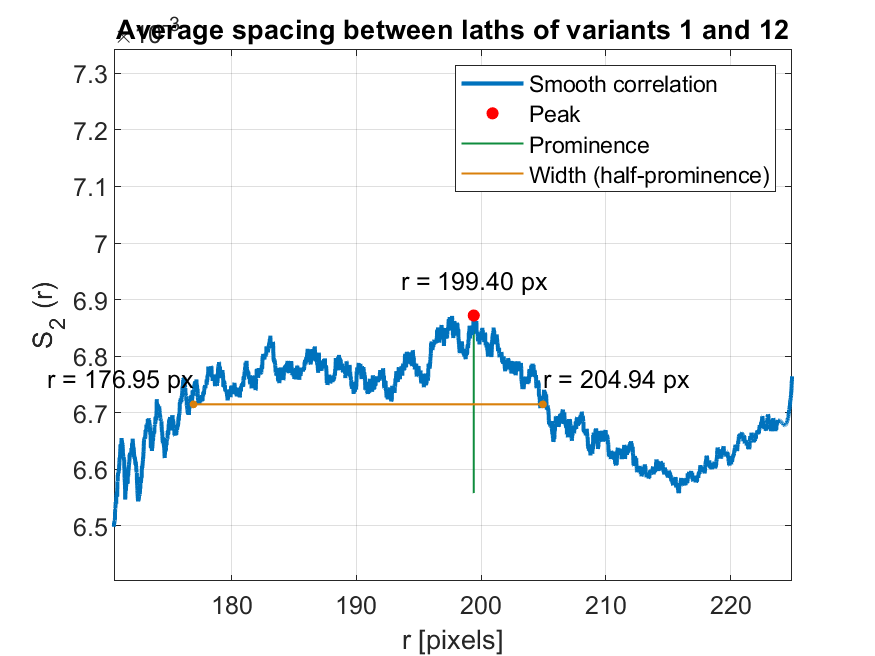 Average spacing between laths of variants 1 and 12
×10-3
Smooth correlation
Peak
Prominence
Width (half-prominence)
r = 199.40 px
r = 176.95 px
r = 204.94 px
7.3
7.2
7.1
7
6.9
6.8
6.7
6.6
6.5
S2 (r)
180 190 200 210 220
r [pixels]